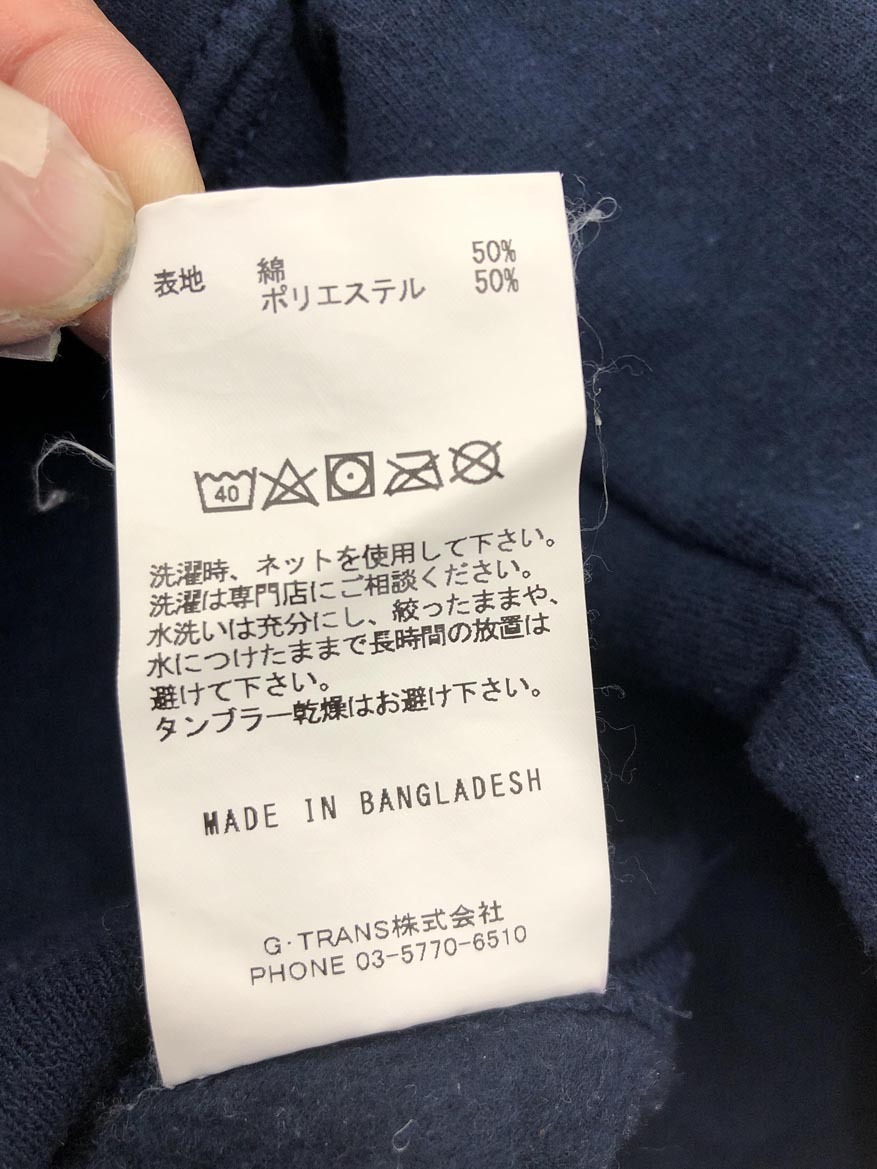 表地 綿 50%
ポリエステル 50%
40
洗濯時、ネットを使用して下さい。
洗濯は専門店にご相談ください。
水洗いは充分にし、絞ったままや、
水につけたままで長時間の放置は
避けて下さい。
タンブラー乾燥はお避け下さい。
MADE IN BANGLADESH
G・TRANS株式会社
PHONE 03-5770-6510